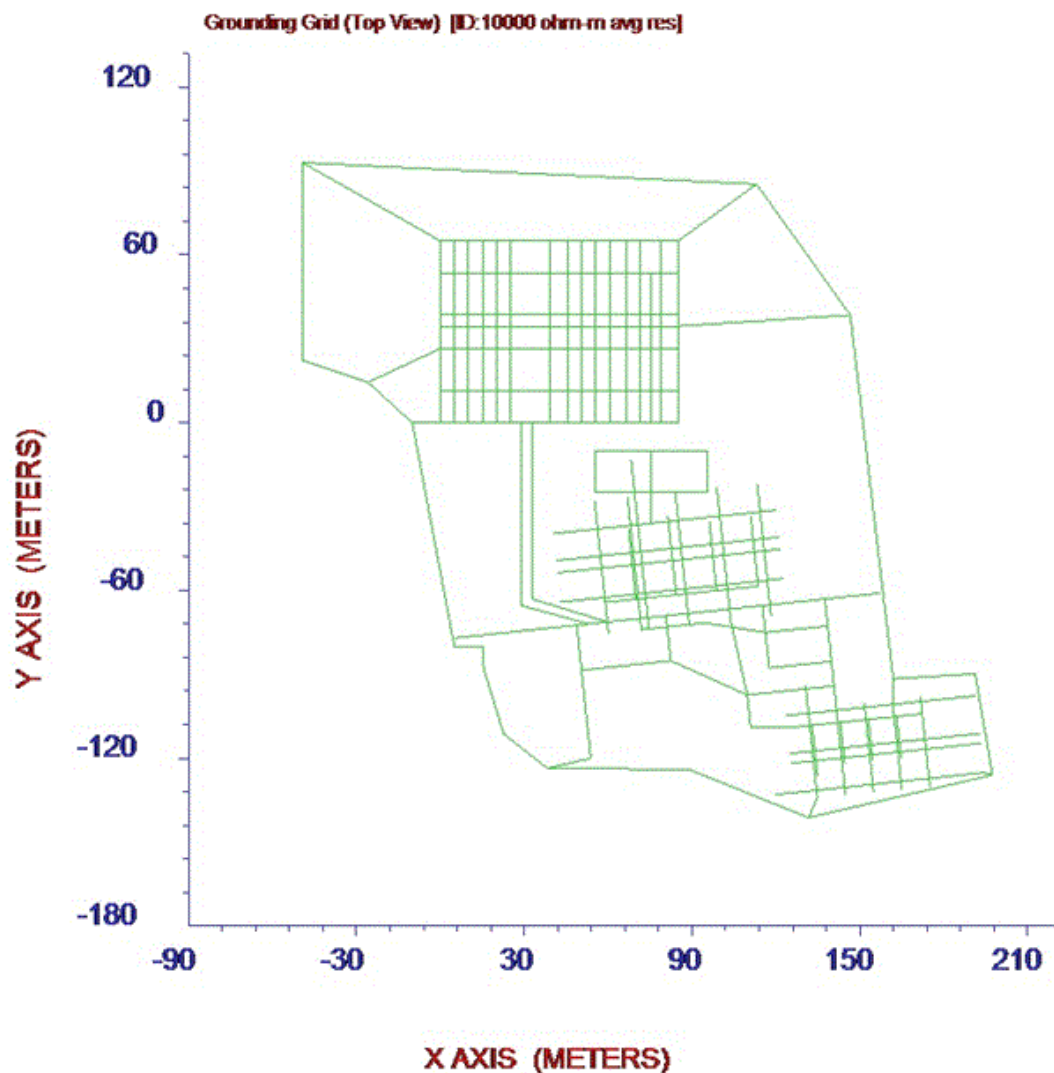 Grounding Grid (Top View) [ID:10000 ohm-m avg res]
120
60
0
-60
-120
-180
Y AXIS (METERS)
-90 -30 30 90 150 210
X AXIS (METERS)